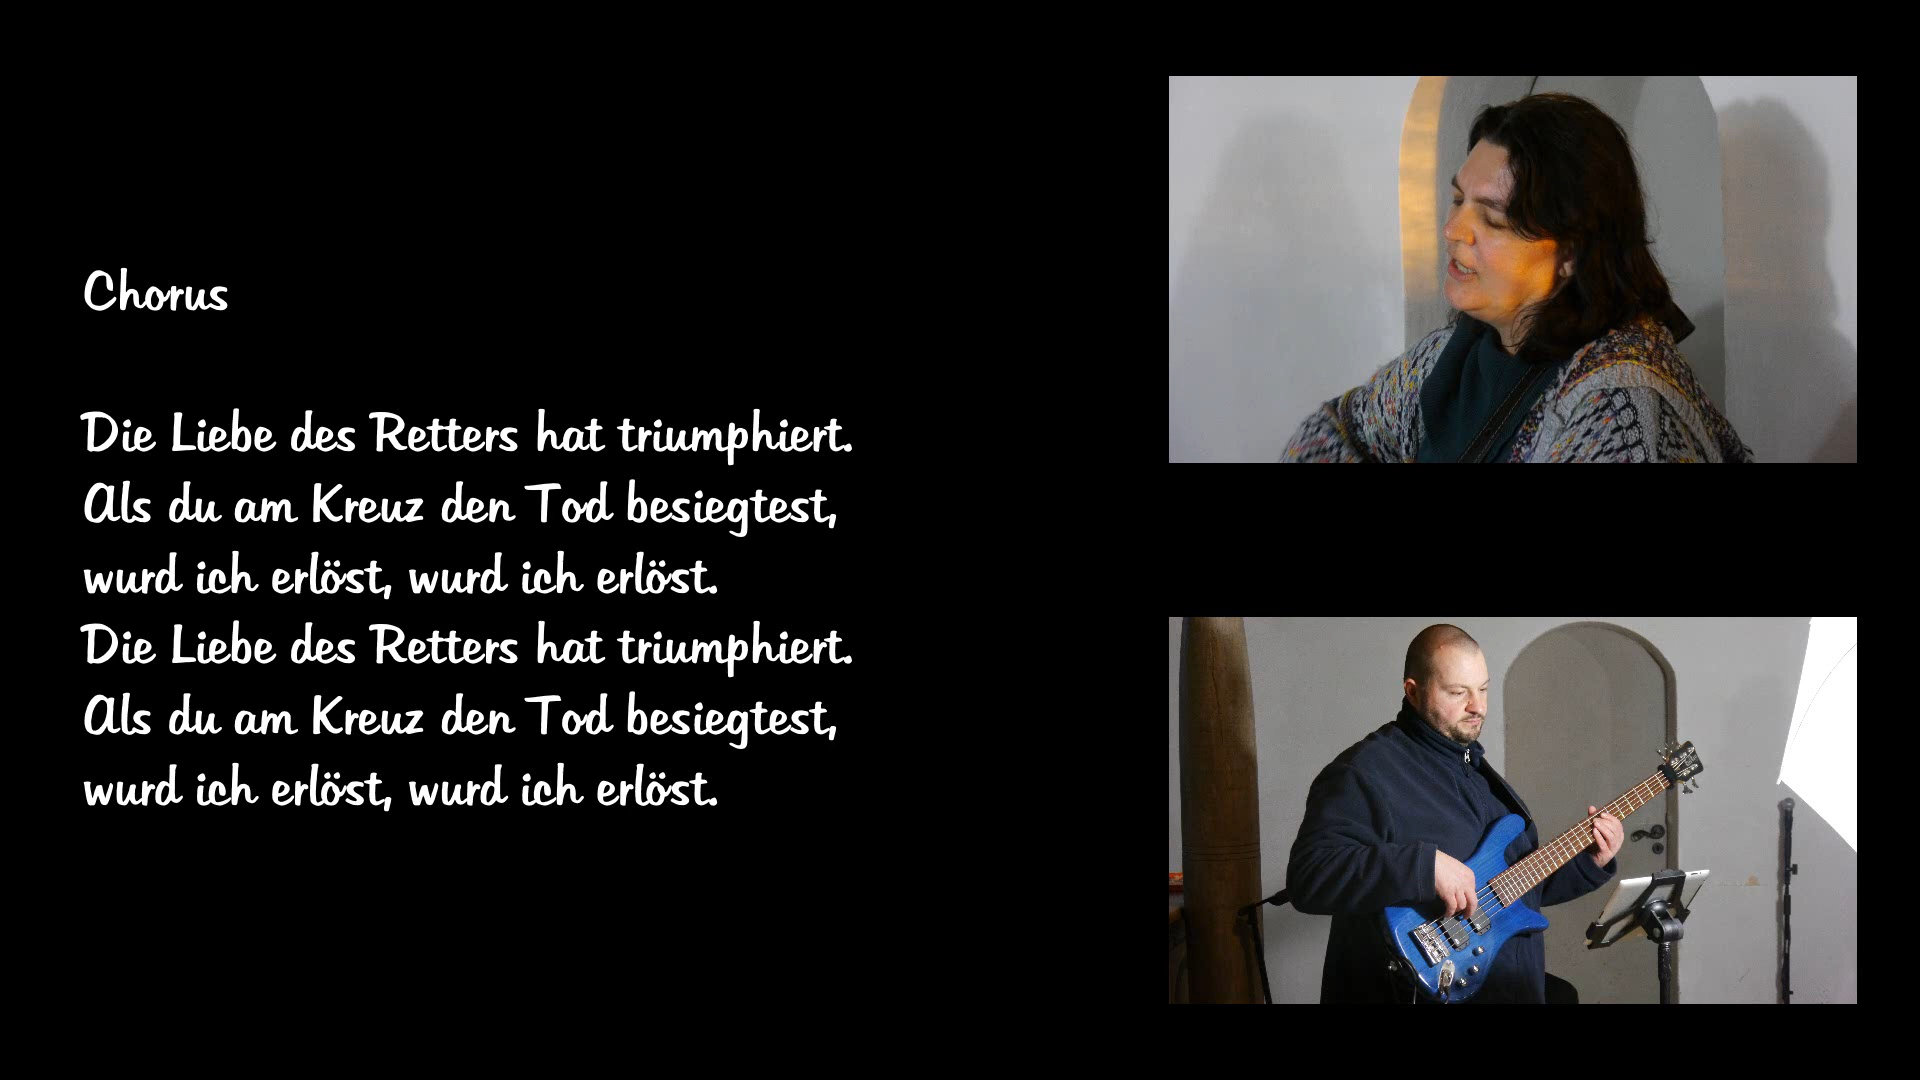 Chorus
Die Liebe des Retters hat triumphiert.
Als du am Kreuz den Tod besiegtest,
wurd ich erlöst, wurd ich erlöst.
Die Liebe des Retters hat triumphiert.
Als du am Kreuz den Tod besiegtest,
wurd ich erlöst, wurd ich erlöst.